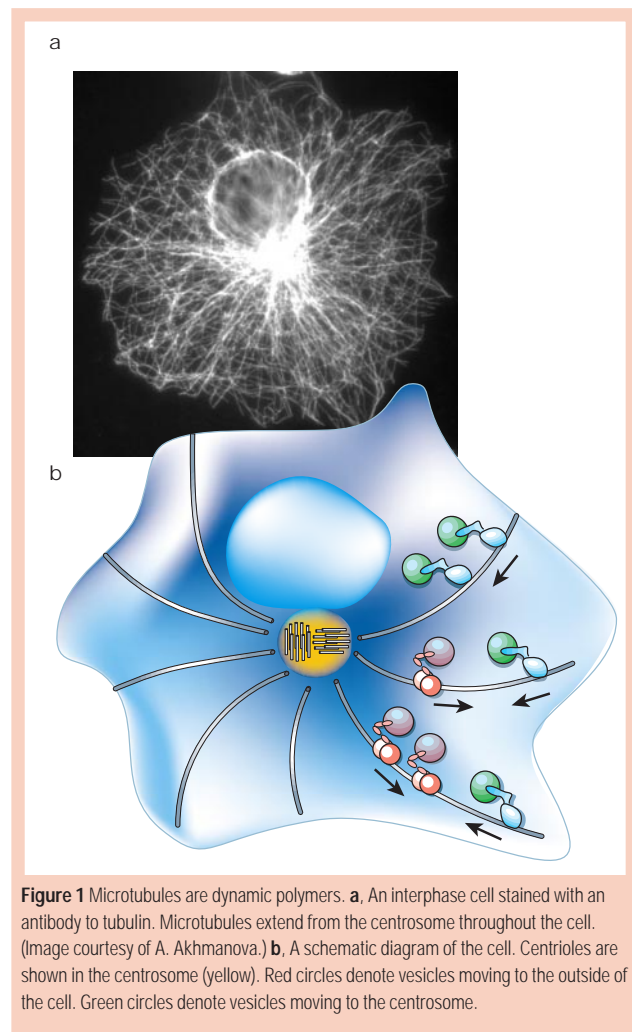 a
b
Figure 1 Microtubules are dynamic polymers. a, An interphase cell stained with an
antibody to tubulin. Microtubules extend from the centrosome throughout the cell.
(Image courtesy of A. Akhmanova.) b, A schematic diagram of the cell. Centrioles are
shown in the centrosome (yellow). Red circles denote vesicles moving to the outside of
the cell. Green circles denote vesicles moving to the centrosome.